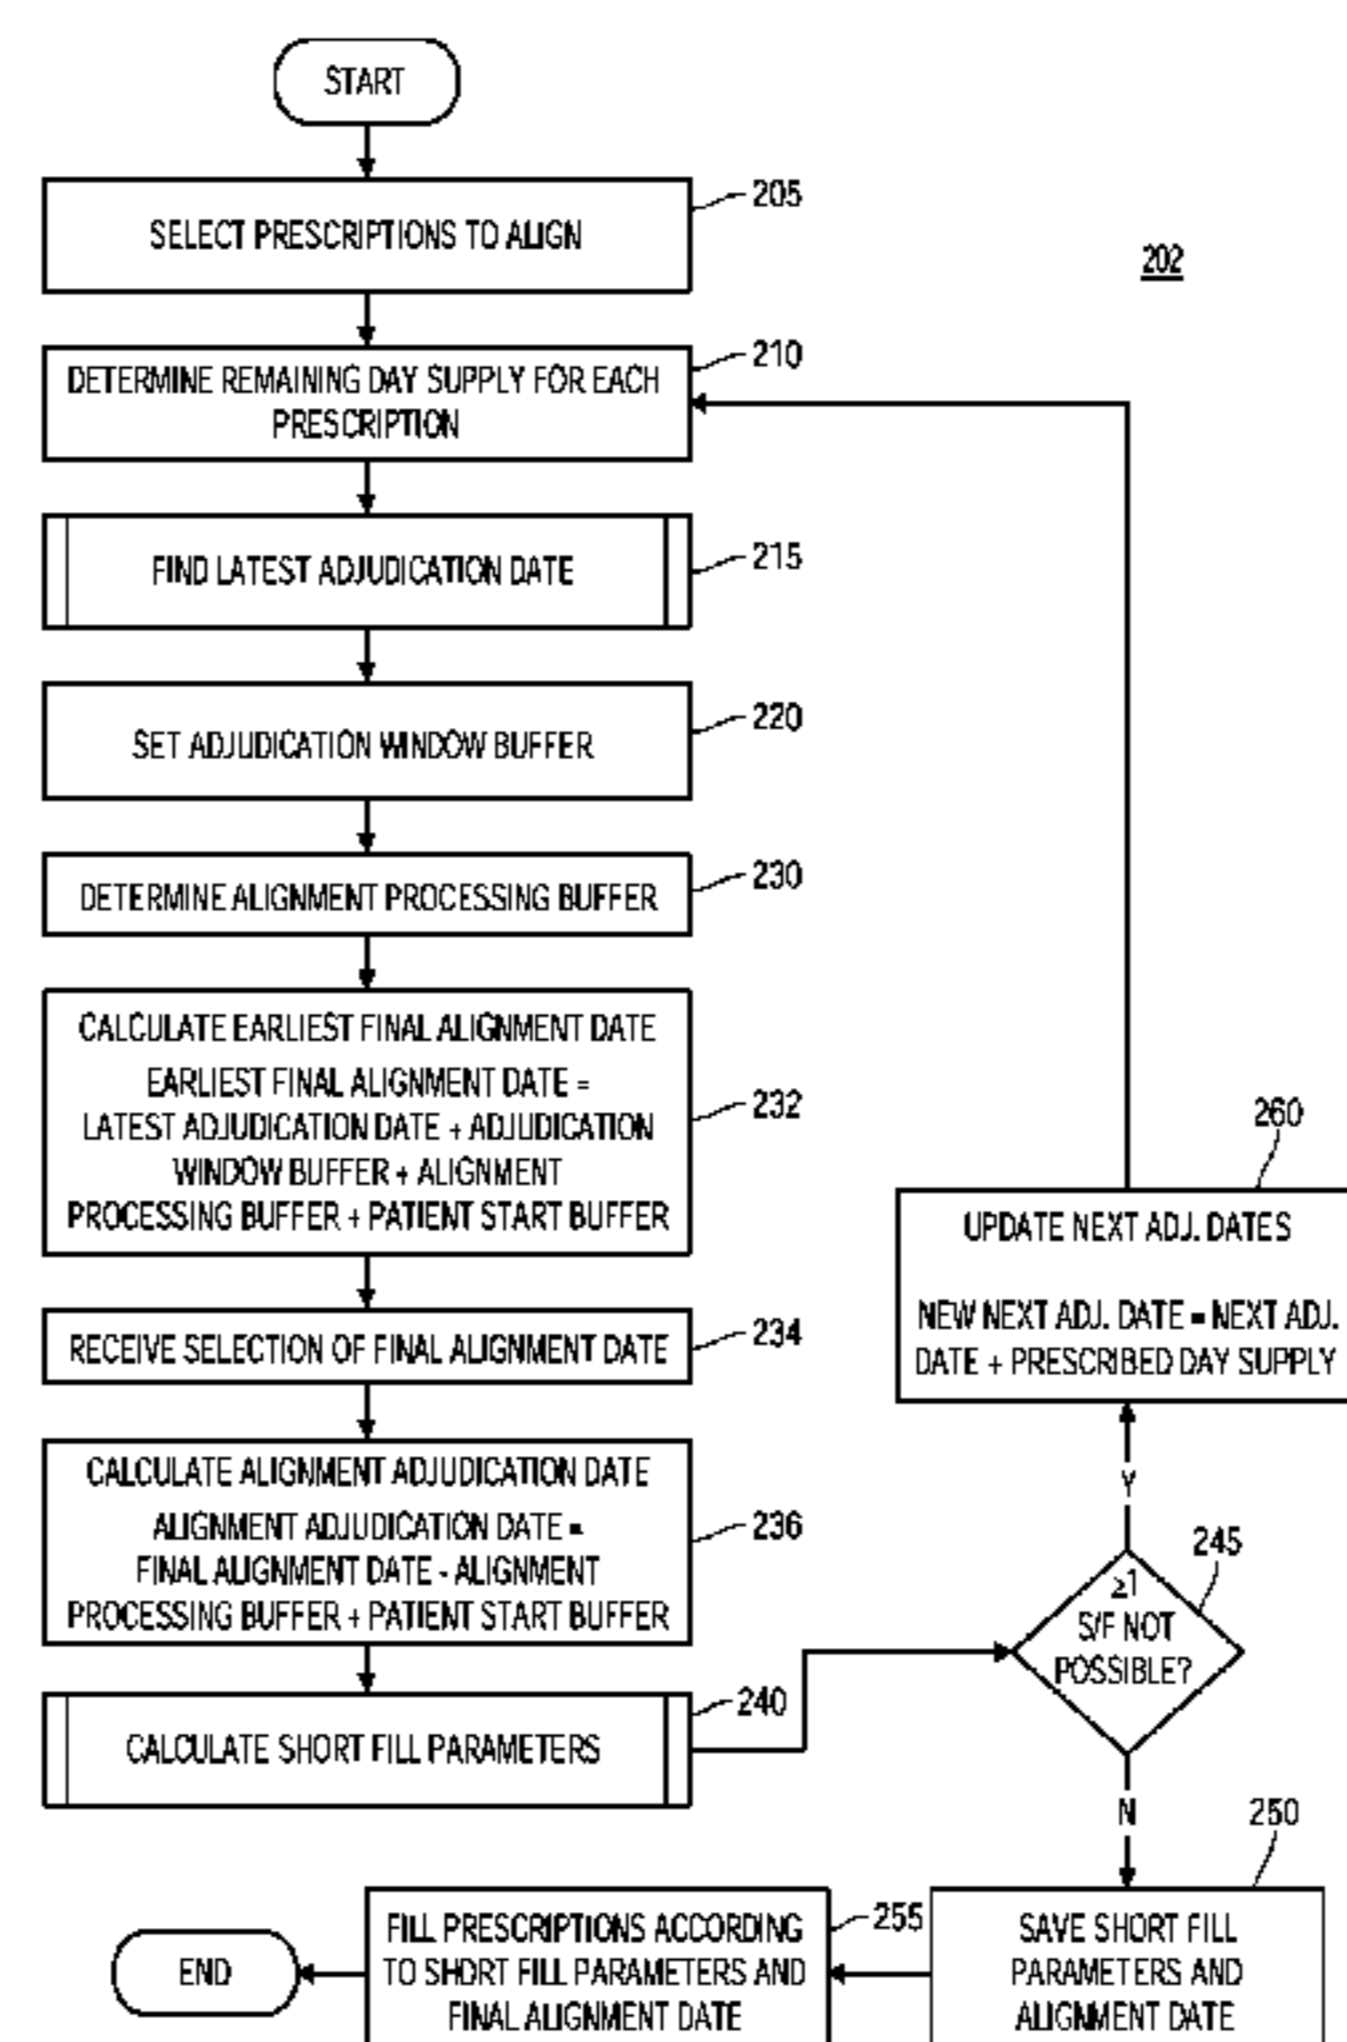 START
SELECT PRESCRIPTIONS TO ALIGN
205
202
DETERMINE REMAINING DAY SUPPLY FOR EACH
PRESCRIPTION
210
FIND LATEST ADJUDICATION DATE
215
SET ADJUDICATION WINDOW BUFFER
220
DETERMINE ALIGNMENT PROCESSING BUFFER
230
CALCULATE EARLIEST FINAL ALIGNMENT DATE
EARLIEST FINAL ALIGNMENT DATE =
LATEST ADJUDICATION DATE + ADJUDICATION
WINDOW BUFFER + ALIGNMENT
PROCESSING BUFFER + PATIENT START BUFFER
232
RECEIVE SELECTION OF FINAL ALIGNMENT DATE
234
CALCULATE ALIGNMENT ADJUDICATION DATE
ALIGNMENT ADJUDICATION DATE =
FINAL ALIGNMENT DATE - ALIGNMENT
PROCESSING BUFFER + PATIENT START BUFFER
236
CALCULATE SHORT FILL PARAMETERS
240
260
UPDATE NEXT ADJ. DATES
NEW NEXT ADJ. DATE = NEXT ADJ.
DATE + PRESCRIBED DAY SUPPLY
Y
245
≥1
S/F NOT
POSSIBLE?
N
250
SAVE SHORT FILL
PARAMETERS AND
ALIGNMENT DATE
255
FILL PRESCRIPTIONS ACCORDING
TO SHORT FILL PARAMETERS AND
FINAL ALIGNMENT DATE
END